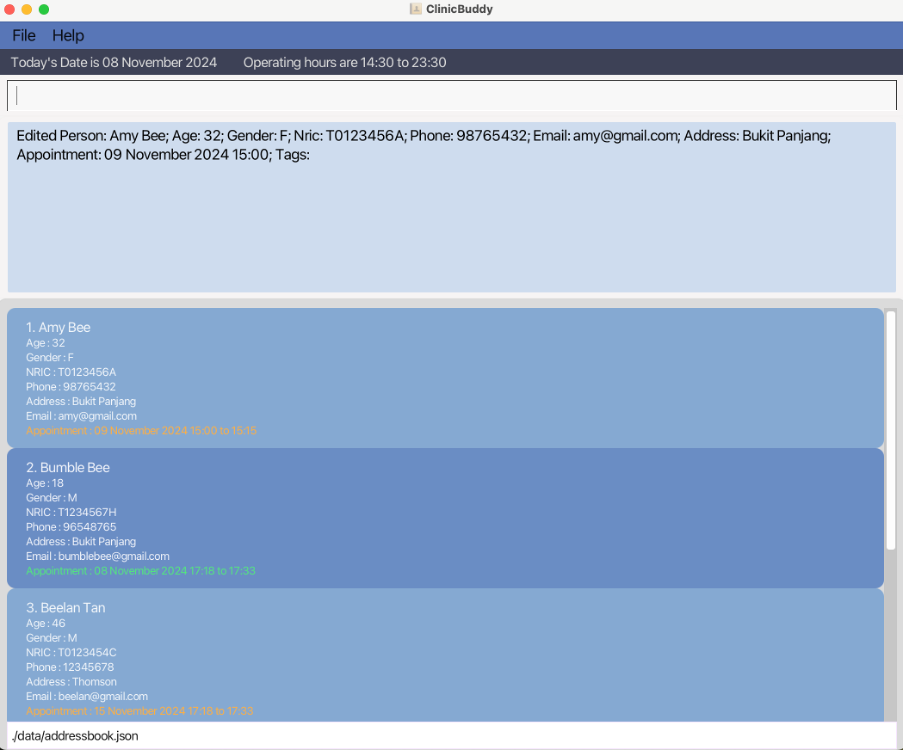 ClinicBuddy
File Help
Today's Date is 08 November 2024 Operating hours are 14:30 to 23:30
Edited Person: Amy Bee; Age: 32; Gender: F; Nric: T0123456A; Phone: 98765432; Email: amy@gmail.com; Address: Bukit Panjang;
Appointment: 09 November 2024 15:00; Tags:
1. Amy Bee
Age : 32
Gender : F
NRIC : T0123456A
Phone : 98765432
Address : Bukit Panjang
Email : amy@gmail.com
Appointment : 09 November 2024 15:00 to 15:15
2. Bumble Bee
Age : 18
Gender : M
NRIC : T1234567H
Phone : 96548765
Address : Bukit Panjang
Email : bumblebee@gmail.com
Appointment : 08 November 2024 17:18 to 17:33
3. Beelan Tan
Age : 46
Gender : M
NRIC : T0123454C
Phone : 12345678
Address : Thomson
Email : beelan@gmail.com
Appointment : 15 November 2024 17:18 to 17:33
./data/addressbook.json